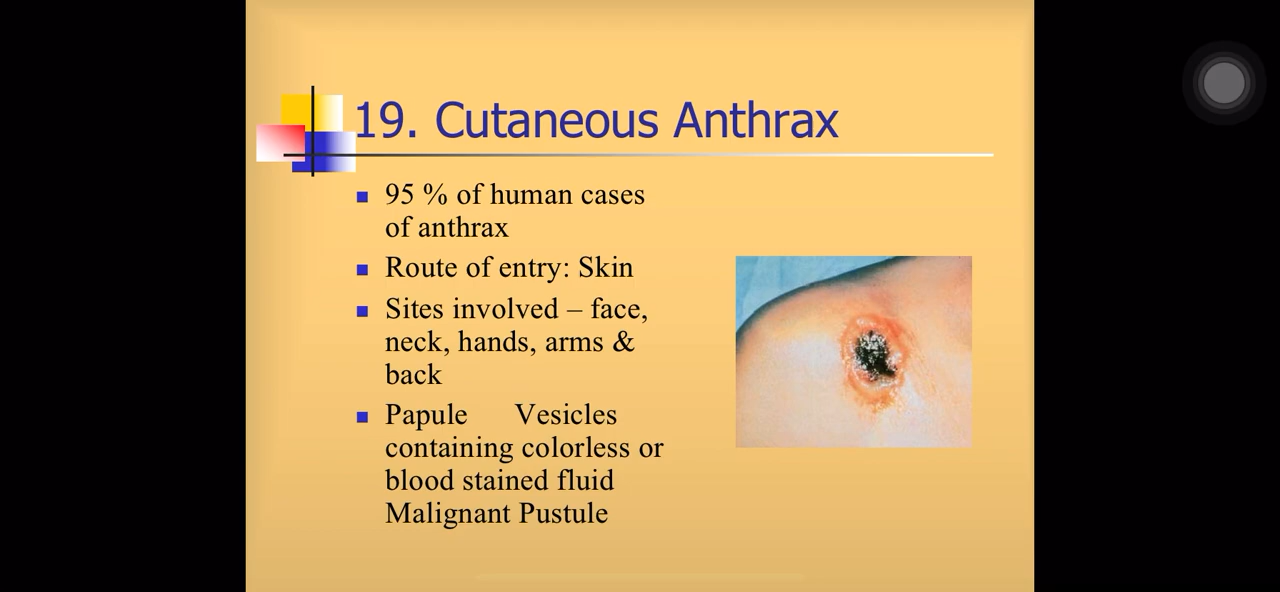 19. Cutaneous Anthrax
95 % of human cases
of anthrax
Route of entry: Skin
Sites involved – face,
neck, hands, arms &
back
Papule Vesicles
containing colorless or
blood stained fluid
Malignant Pustule